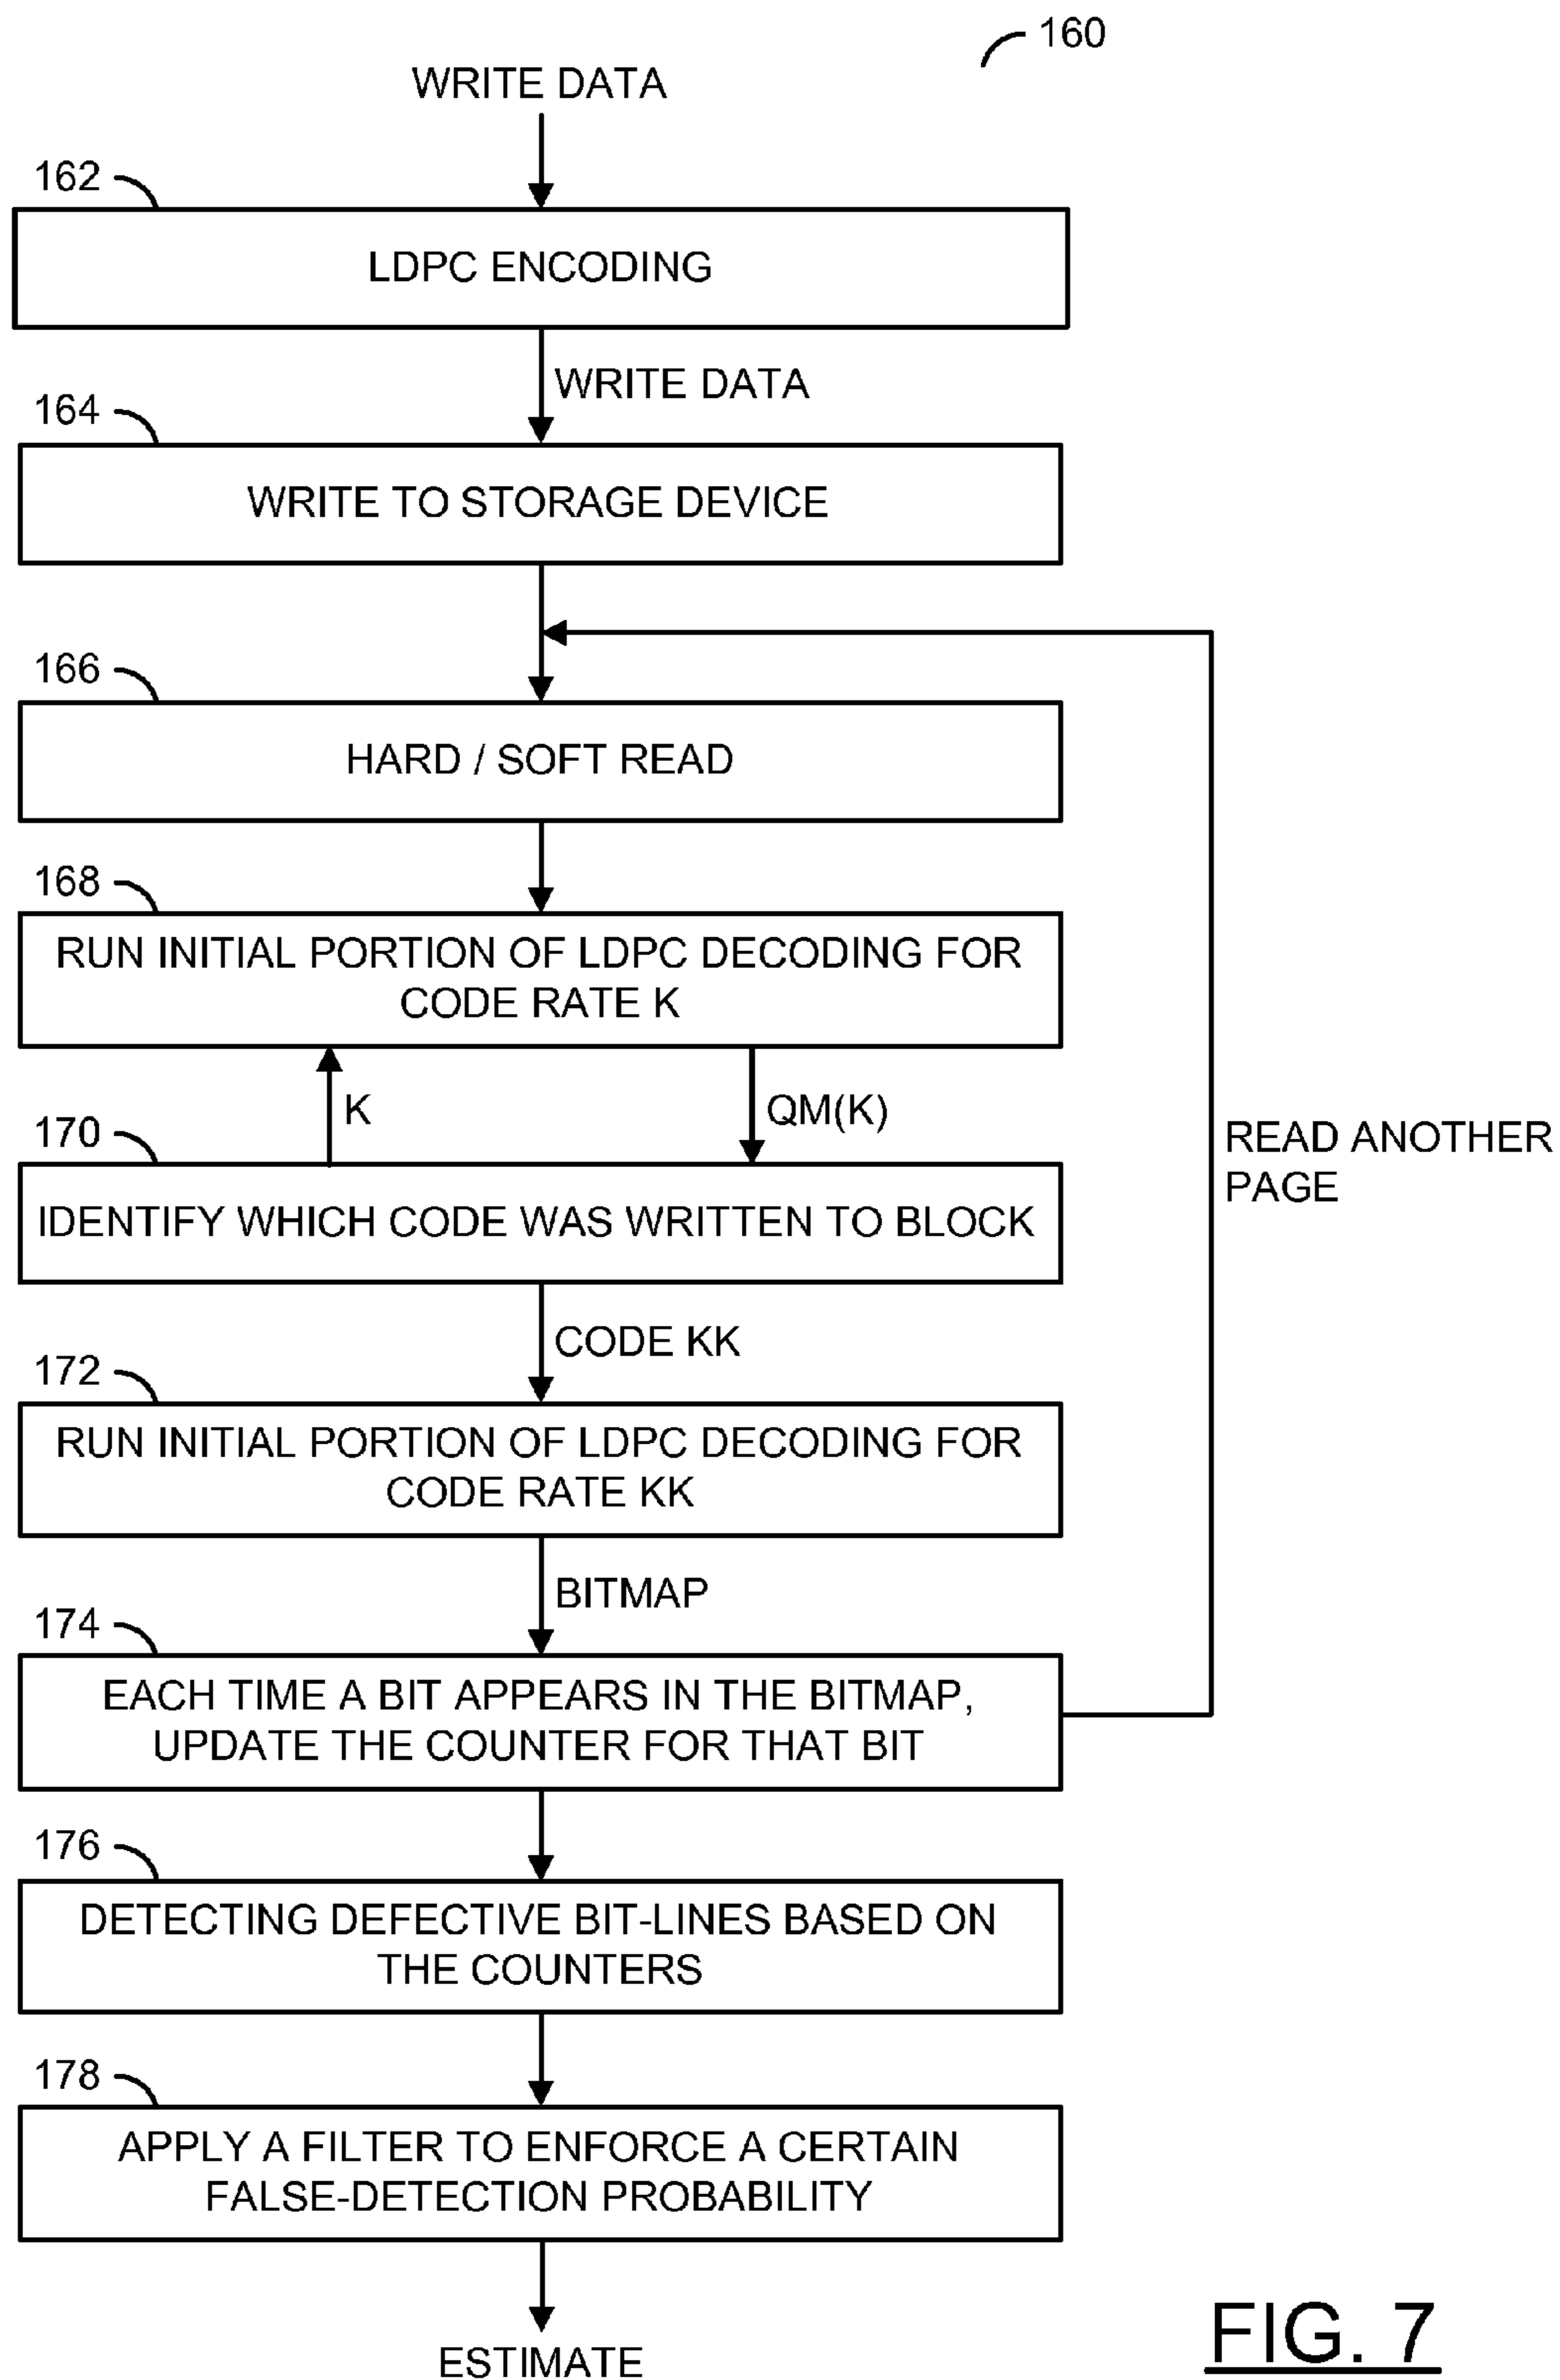 160
WRITE DATA
162
LDPC ENCODING
WRITE DATA
164
WRITE TO STORAGE DEVICE
166
HARD / SOFT READ
168
RUN INITIAL PORTION OF LDPC DECODING FOR
CODE RATE K
K
QM(K)
READ ANOTHER
PAGE
170
IDENTIFY WHICH CODE WAS WRITTEN TO BLOCK
CODE KK
172
RUN INITIAL PORTION OF LDPC DECODING FOR
CODE RATE KK
BITMAP
174
EACH TIME A BIT APPEARS IN THE BITMAP,
UPDATE THE COUNTER FOR THAT BIT
176
DETECTING DEFECTIVE BIT-LINES BASED ON
THE COUNTERS
178
APPLY A FILTER TO ENFORCE A CERTAIN
FALSE-DETECTION PROBABILITY
ESTIMATE
FIG. 7